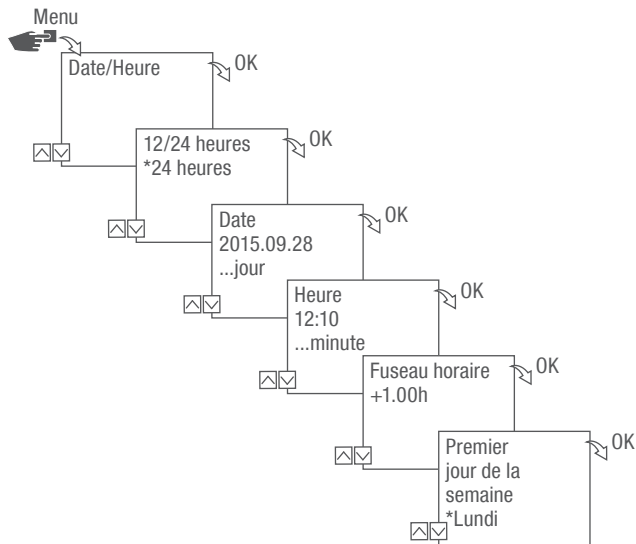 Menu
Date/Heure
OK
12/24 heures
*24 heures
OK
Date
2015.09.28
...jour
OK
Heure
12:10
...minute
OK
Fuseau horaire
+1.00h
OK
Premier
jour de la
semaine
*Lundi
OK